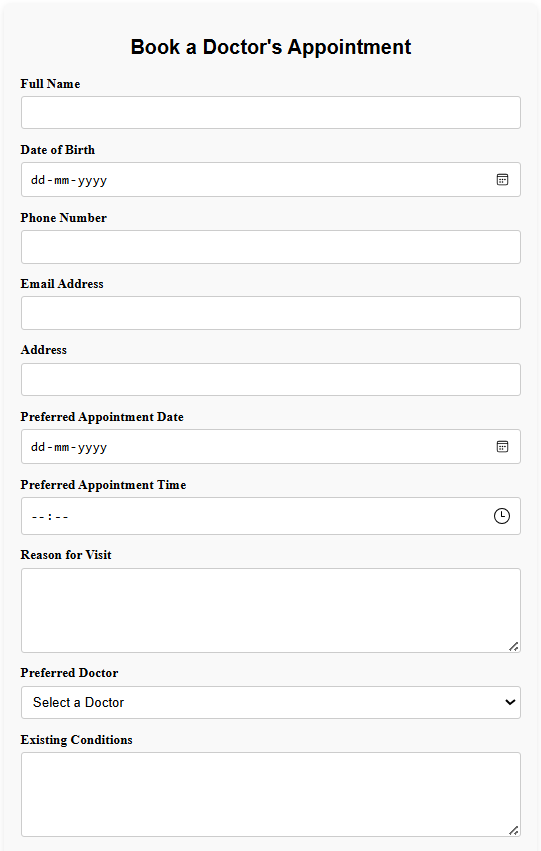 Book a Doctor's Appointment
Full Name
Date of Birth
dd-mm-yyyy
Phone Number
Email Address
Address
Preferred Appointment Date
dd-mm-yyyy
Preferred Appointment Time
--:--
Reason for Visit
Preferred Doctor
Select a Doctor
Existing Conditions